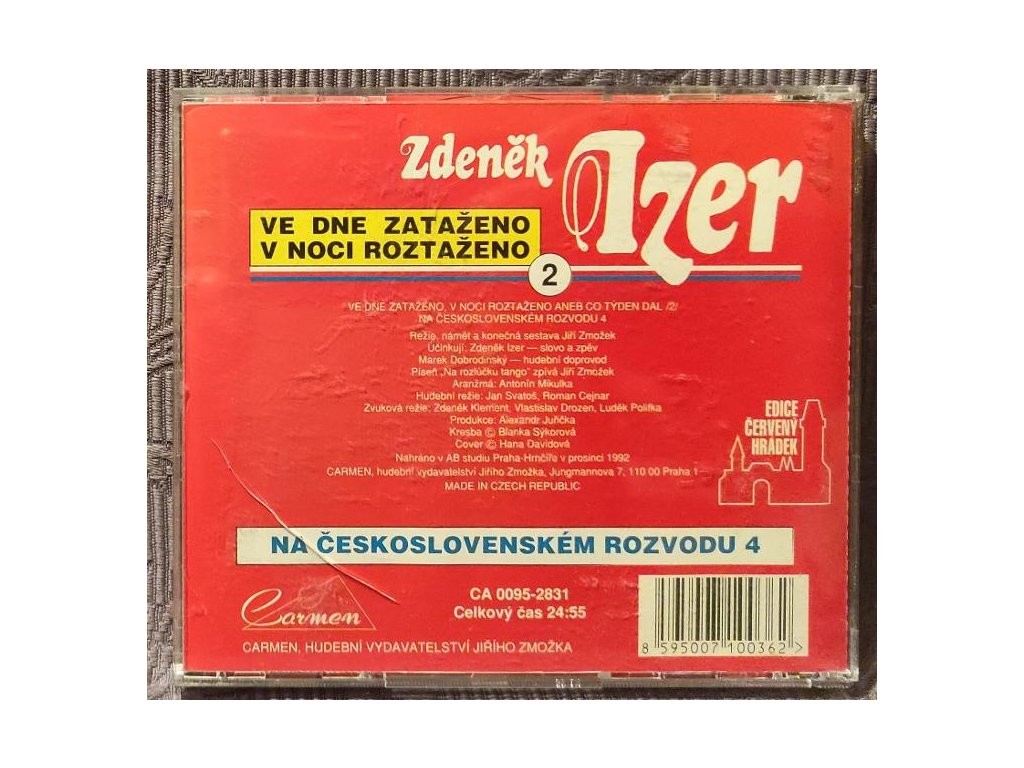 Zdeněk Izer
VE DNE ZATAŽENO
V NOCI ROZTAŽENO
2
VE DNE ZATAŽENO, V NOCI ROZTAŽENO ANEB CO TÝDEN DAL /2/
NA ČESKOSLOVENSKÉM ROZVODU 4
Režie, námět a konečná sestava Jiří Zmožek
Účinkují: Zdeněk Izer — slovo a zpěv
Marek Dobrodinský — hudební doprovod
Píseň „Na rozlúčku tango" zpívá Jiří Zmožek
Aranžmá: Antonín Mikulka
Hudební režie: Jan Svatoš, Roman Cejnar
Zvuková režie: Zdeněk Klement, Vlastislav Drozen, Luděk Polífka
Produkce: Alexandr Juřička
Kresba © Blanka Sýkorová
Cover © Hana Davidová
Nahráno v AB studiu Praha-Hrnčíře v prosinci 1992
CARMEN, hudební vydavatelství Jiřího Zmožka, Jungmannova 7, 110 00 Praha 1
MADE IN CZECH REPUBLIC
EDICE
ČERVENÝ
HRÁDEK
NA ČESKOSLOVENSKÉM ROZVODU 4
Carmen
CA 0095-2831
Celkový čas 24:55
CARMEN, HUDEBNÍ VYDAVATELSTVÍ JIŘÍHO ZMOŽKA
8 595007 100362 >